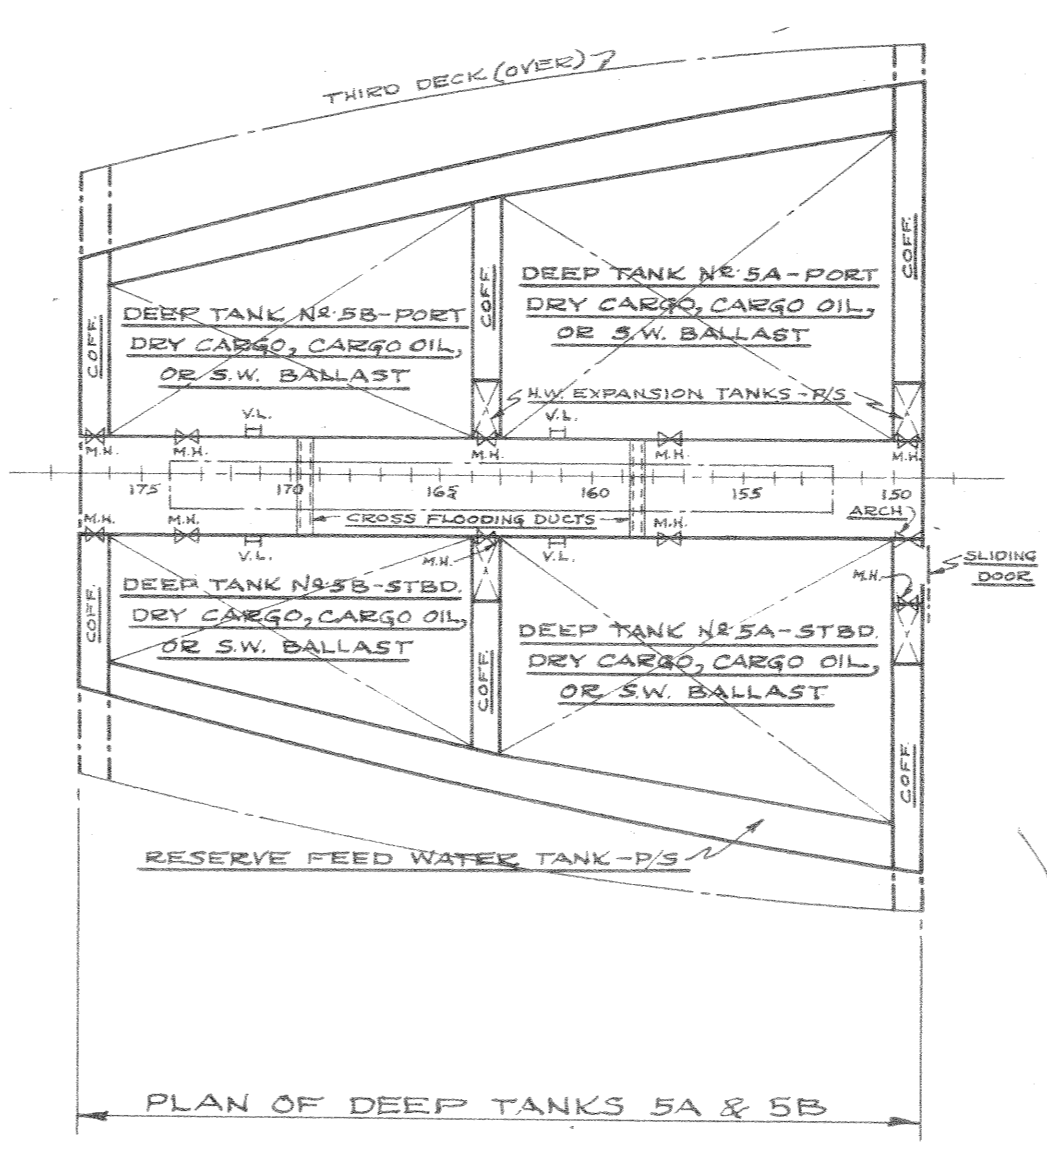 THIRD DECK (OVER)
COFF.
COFF.
COFF.
DEEP TANK Nº 5A-PORT
DRY CARGO, CARGO OIL,
OR S.W. BALLAST
DEEP TANK Nº 5B-PORT
DRY CARGO, CARGO OIL,
OR S.W. BALLAST
H.W. EXPANSION TANKS-P/S
V.L.
V.L.
M.H.
M.H.
M.H.
M.H.
M.H.
175
170
165
160
155
150
M.H.
M.H.
CROSS FLOODING DUCTS
M.H.
ARCH
V.L.
M.H.
V.L.
SLIDING
DOOR
M.H.
COFF.
DEEP TANK Nº 5B-STBD.
DRY CARGO, CARGO OIL,
OR S.W. BALLAST
DEEP TANK Nº 5A-STBD.
DRY CARGO, CARGO OIL,
OR S.W. BALLAST
COFF.
COFF.
RESERVE FEED WATER TANK-P/S
PLAN OF DEEP TANKS 5A & 5B